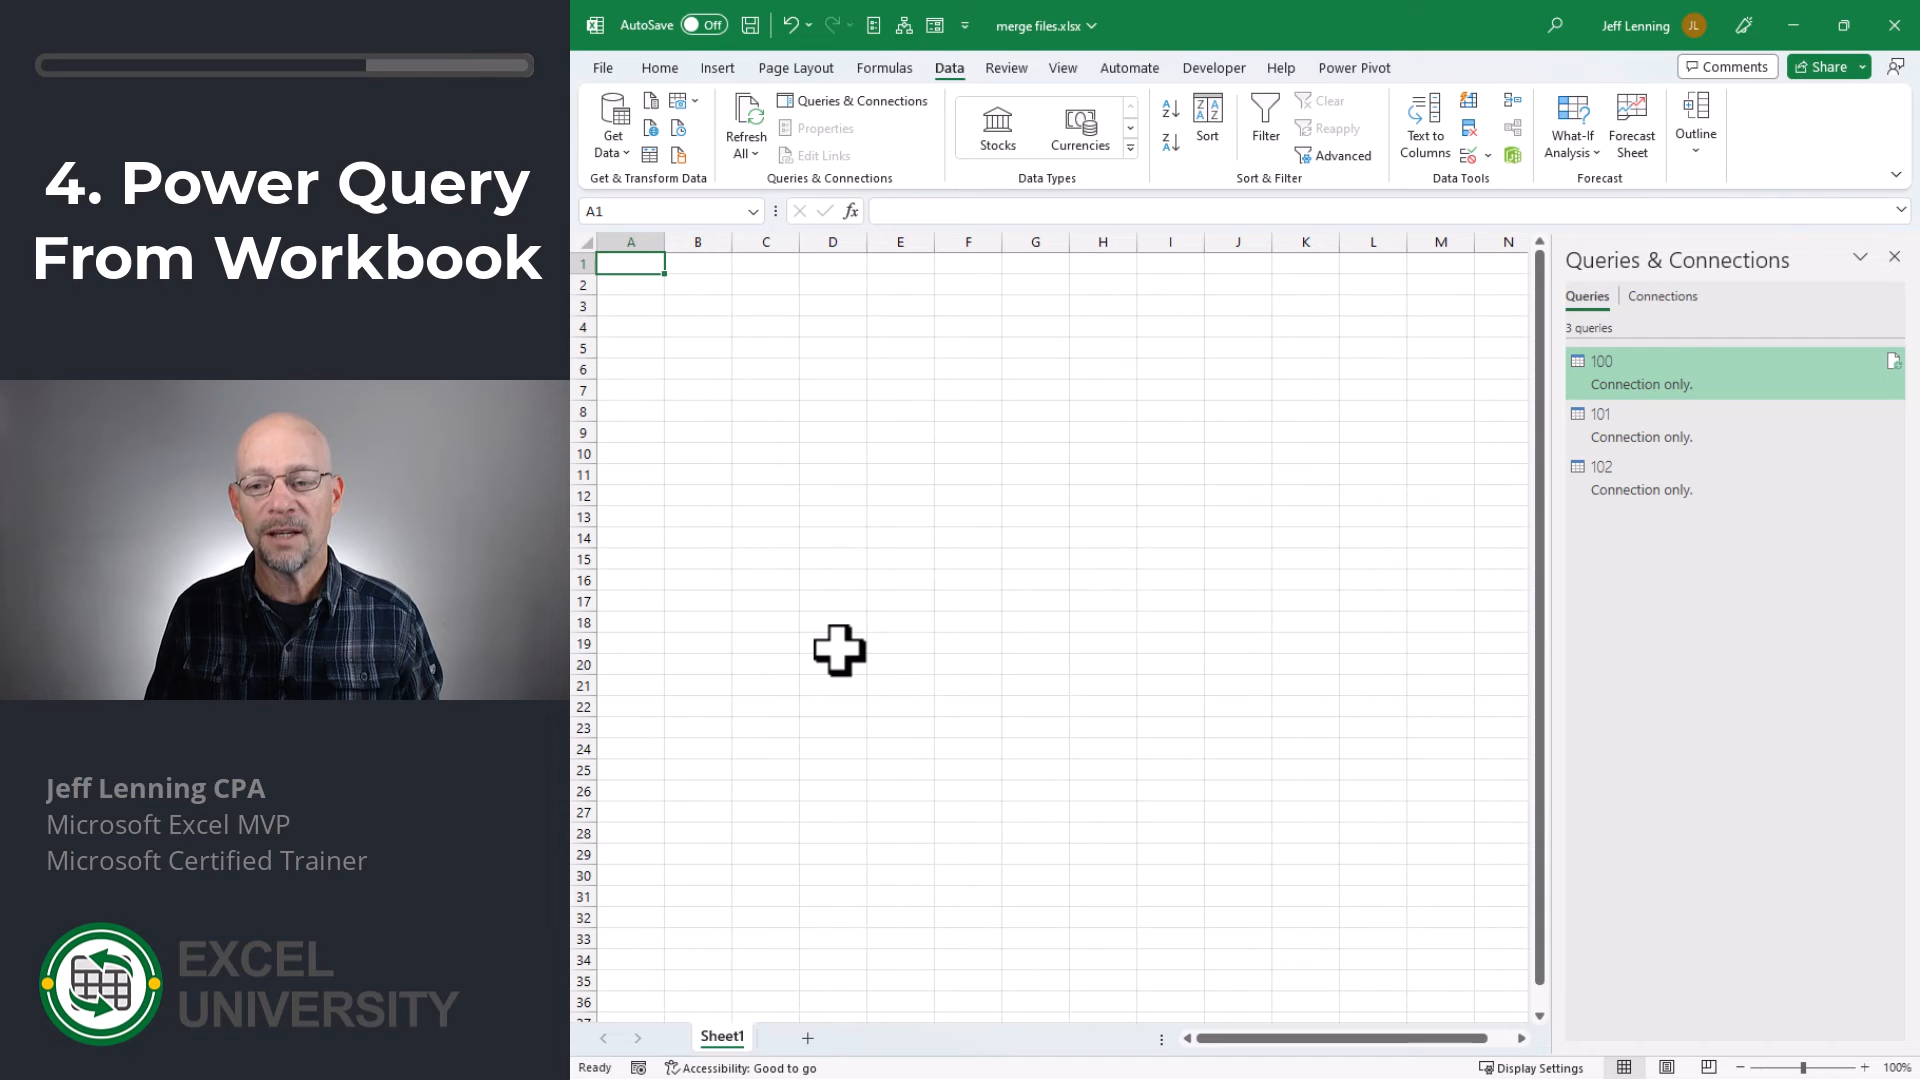 4. Power Query
From Workbook
Jeff Lenning CPA
Microsoft Excel MVP
Microsoft Certified Trainer
EXCEL
UNIVERSITY
AutoSave Off
merge files.xlsx
Jeff Lenning
JL
File Home Insert Page Layout Formulas Data Review View Automate Developer Help Power Pivot
Comments
Share
Get
Data
Get & Transform Data
Refresh
All
Queries & Connections
Properties
Edit Links
Queries & Connections
Stocks
Currencies
Data Types
Sort
Filter
Clear
Reapply
Advanced
Sort & Filter
Text to
Columns
Data Tools
What-If
Analysis
Forecast
Sheet
Forecast
Outline
A1
fx
A B C D E F G H I J K L M N
1
2
3
4
5
6
7
8
9
10
11
12
13
14
15
16
17
18
19
20
21
22
23
24
25
26
27
28
29
30
31
32
33
34
35
36
37
Queries & Connections
Queries Connections
3 queries
100
Connection only.
101
Connection only.
102
Connection only.
Sheet1
Ready
Accessibility: Good to go
Display Settings
100%